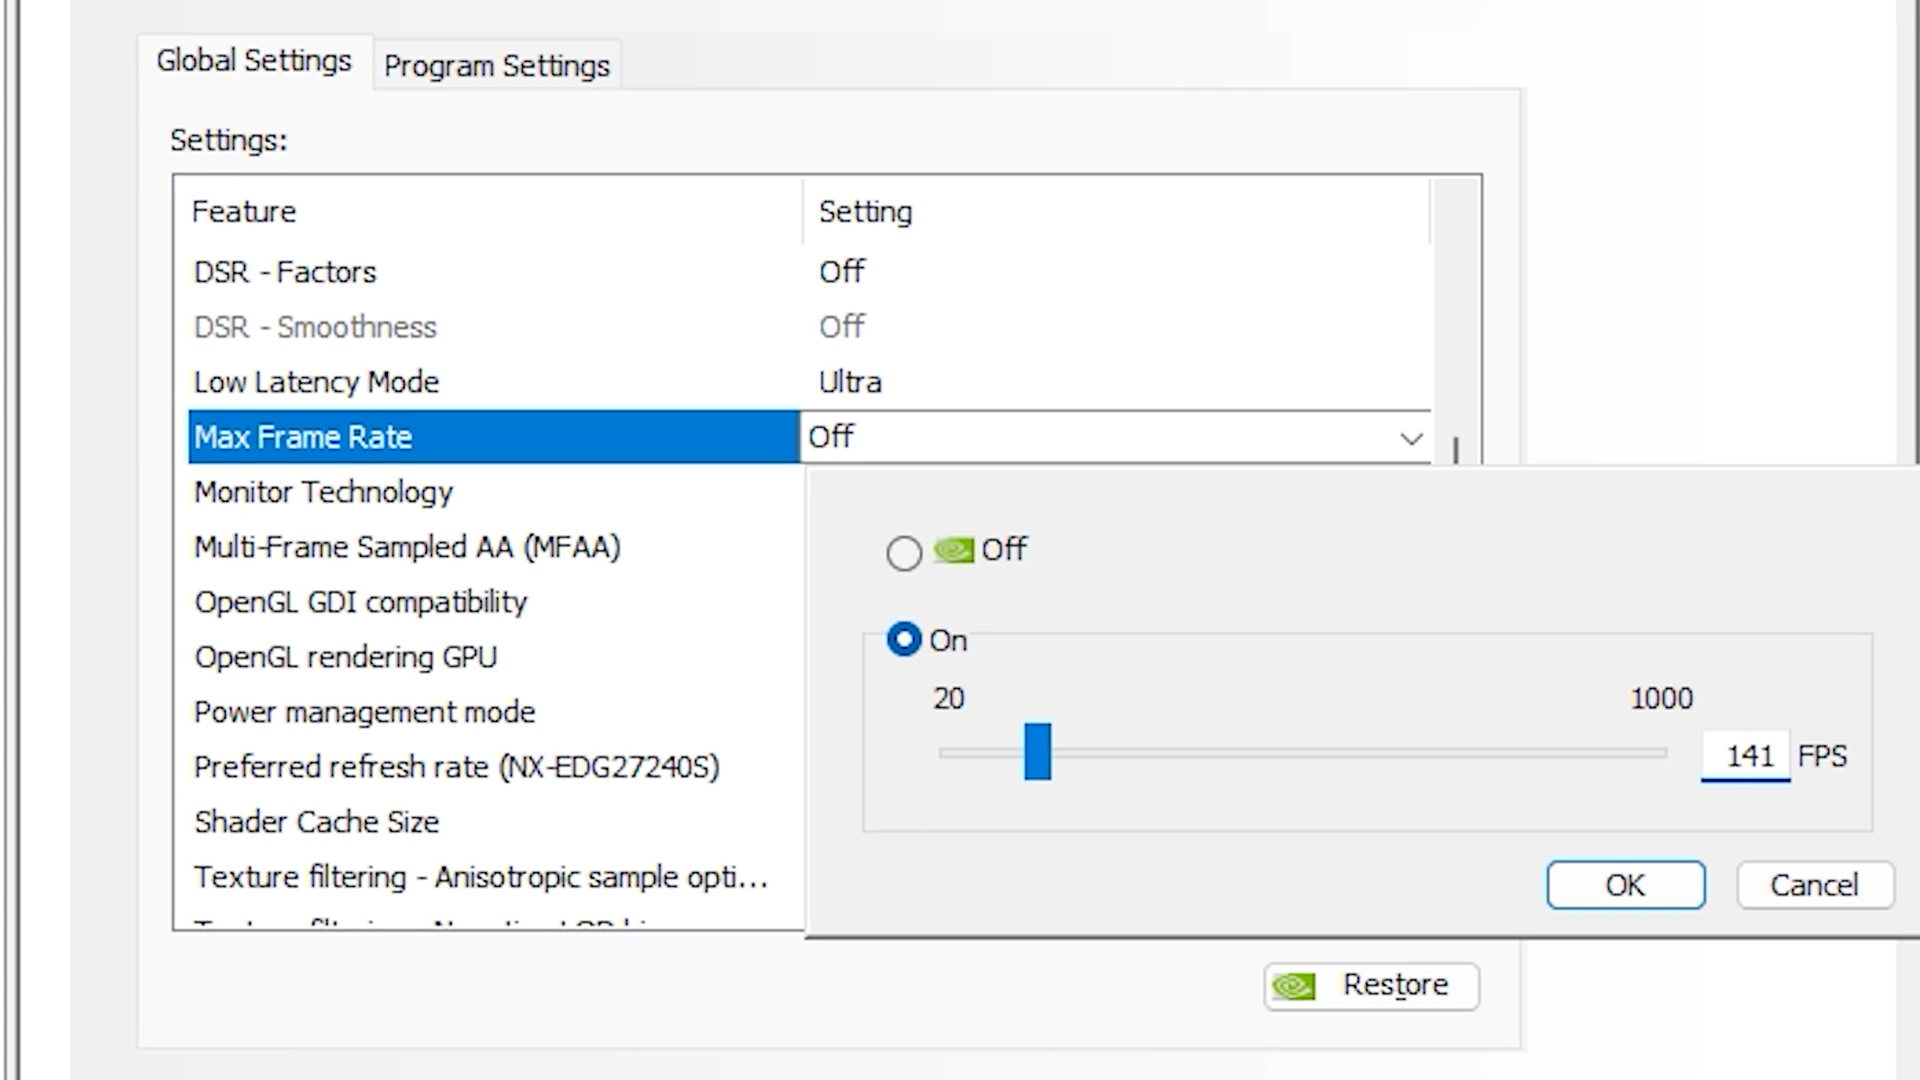 Global Settings
Program Settings
Settings:
Feature Setting
DSR - Factors Off
DSR - Smoothness Off
Low Latency Mode Ultra
Max Frame Rate Off
Monitor Technology
Multi-Frame Sampled AA (MFAA)
OpenGL GDI compatibility
OpenGL rendering GPU
Power management mode
Preferred refresh rate (NX-EDG27240S)
Shader Cache Size
Texture filtering - Anisotropic sample opti...
Off
On
20 1000
141 FPS
OK Cancel
Restore